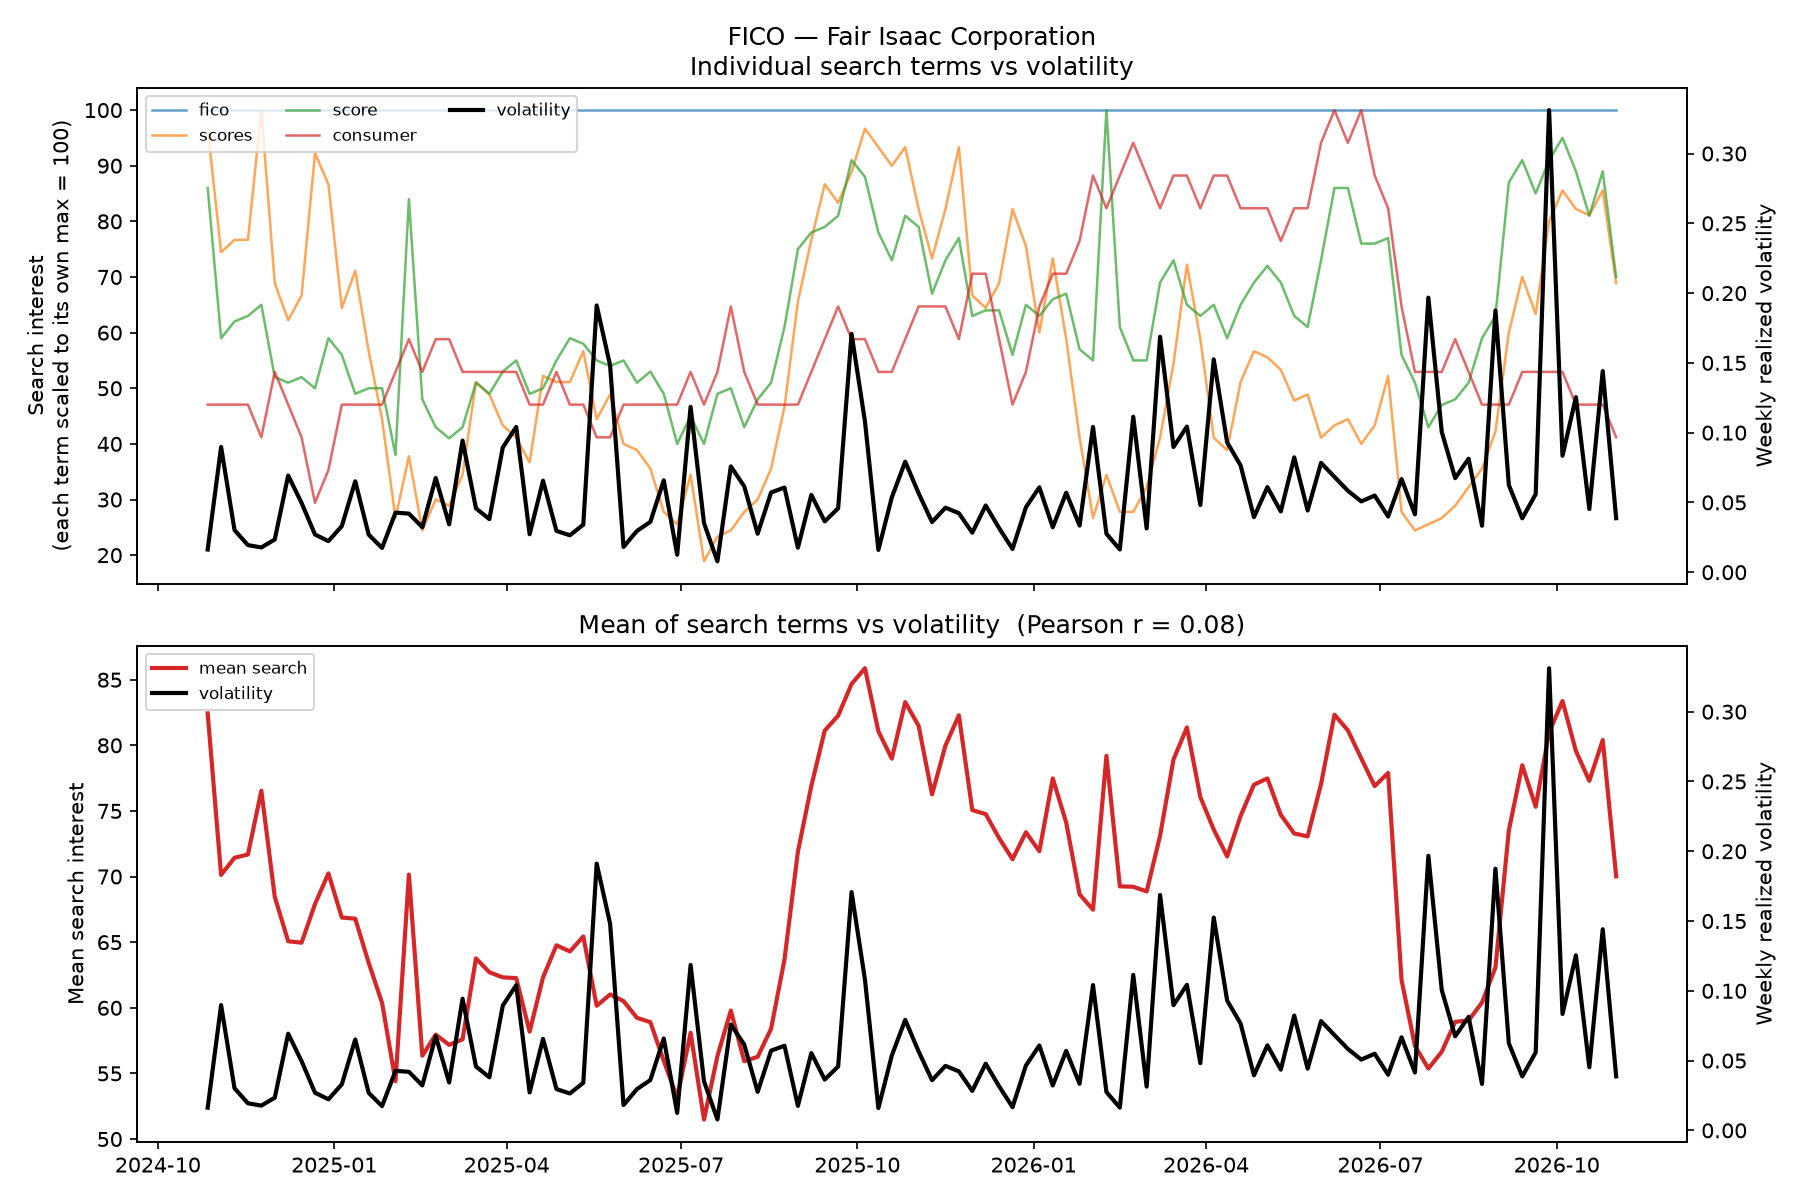 FICO — Fair Isaac Corporation
Individual search terms vs volatility
fico
scores
score
consumer
volatility
Search interest
(each term scaled to its own max = 100)
100
90
80
70
60
50
40
30
20
Weekly realized volatility
0.30
0.25
0.20
0.15
0.10
0.05
0.00
Mean of search terms vs volatility  (Pearson r = 0.08)
mean search
volatility
Mean search interest
85
80
75
70
65
60
55
50
Weekly realized volatility
0.30
0.25
0.20
0.15
0.10
0.05
0.00
2024-10
2025-01
2025-04
2025-07
2025-10
2026-01
2026-04
2026-07
2026-10